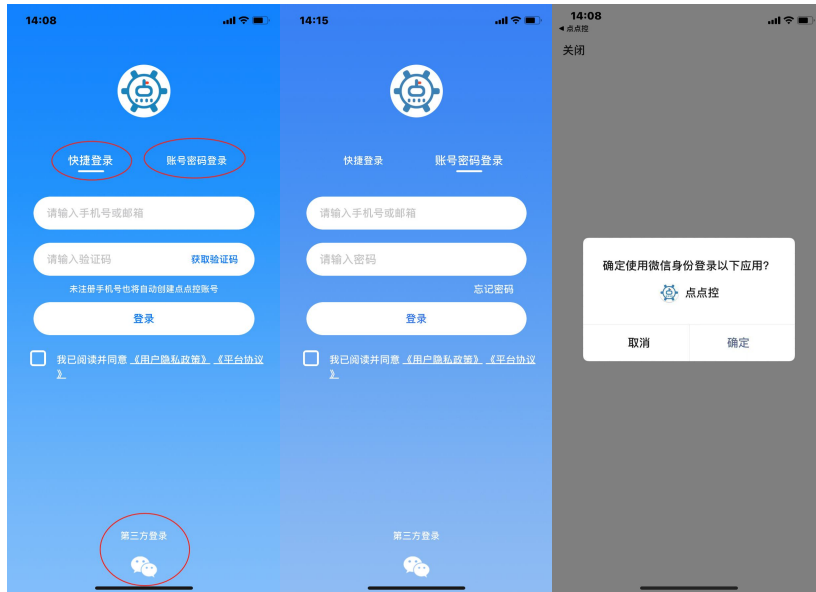 14:08
快捷登录
账号密码登录
请输入手机号或邮箱
请输入验证码
获取验证码
未注册手机号也将自动创建点点控账号
登录
我已阅读并同意 《用户隐私政策》 《平台协议
》
第三方登录
14:15
快捷登录
账号密码登录
请输入手机号或邮箱
请输入密码
忘记密码
登录
我已阅读并同意 《用户隐私政策》 《平台协议
》
第三方登录
14:08
点点控
关闭
确定使用微信身份登录以下应用?
点点控
取消
确定